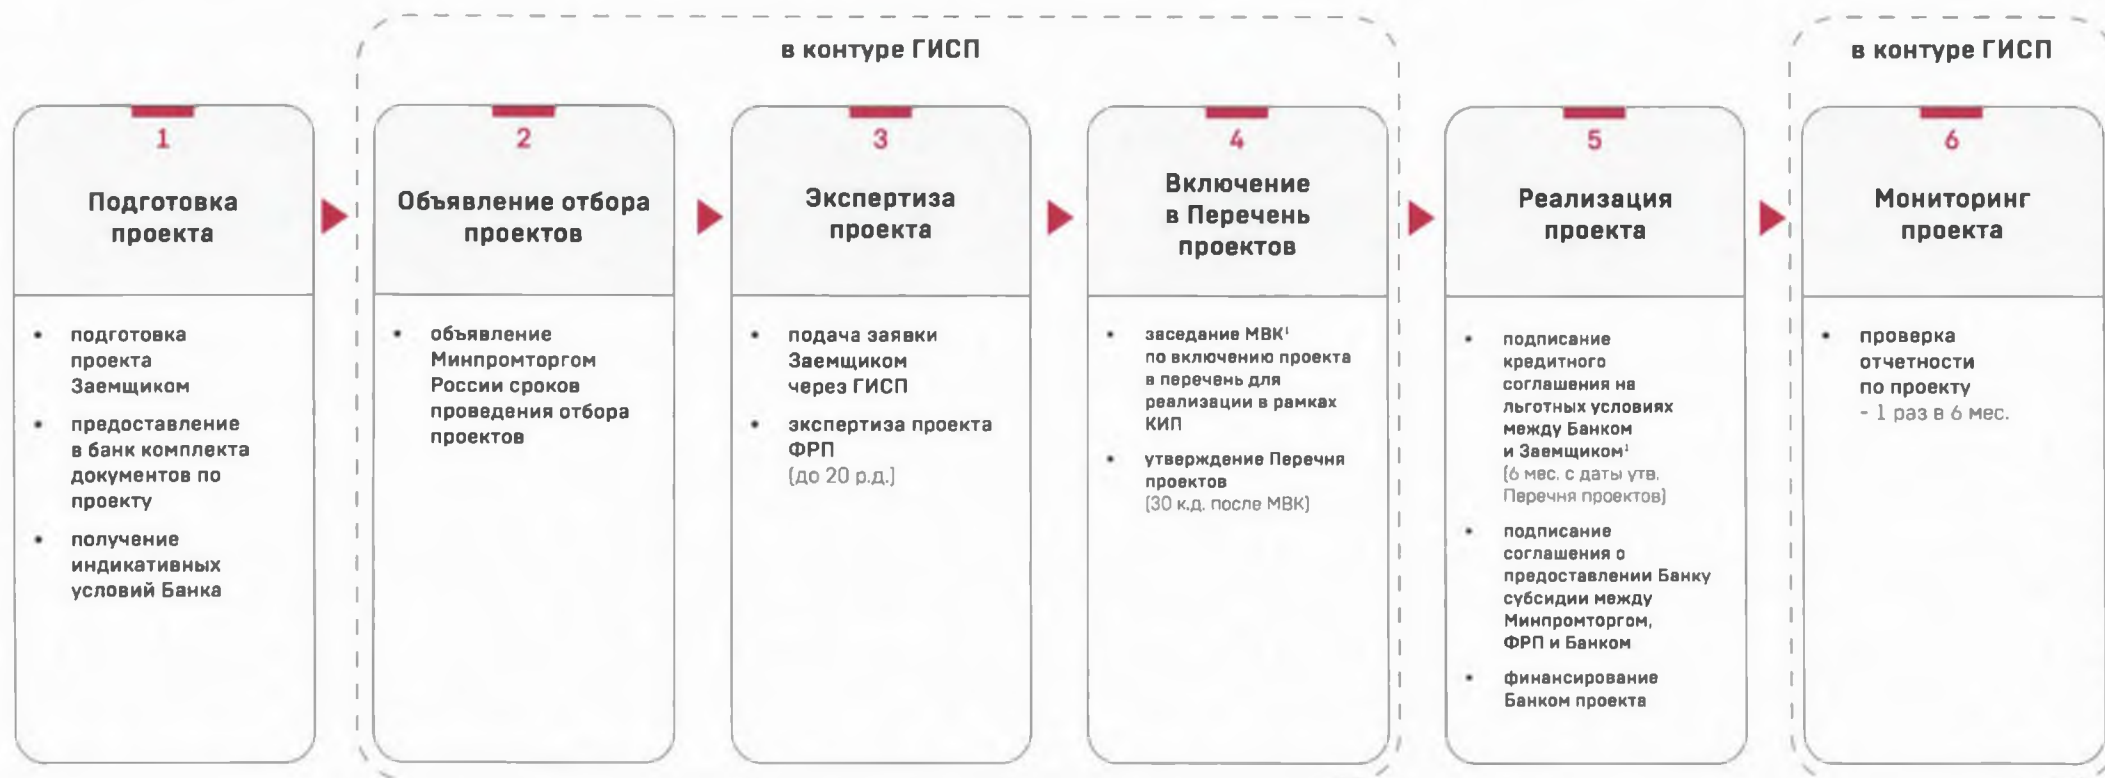 в контуре ГИСП
в контуре ГИСП
1
Подготовка
проекта
• подготовка
проекта
Заемщиком
• предоставление
в банк комплекта
документов по
проекту
• получение
индикативных
условий Банка
2
Объявление отбора
проектов
• объявление
Минпромторгом
России сроков
проведения отбора
проектов
3
Экспертиза
проекта
• подача заявки
Заемщиком
через ГИСП
• экспертиза проекта
ФРП
(до 20 р.д.)
4
Включение
в Перечень
проектов
• заседание МВК¹
по включению проекта
в перечень для
реализации в рамках
КИП
• утверждение Перечня
проектов
(30 к.д. после МВК)
5
Реализация
проекта
• подписание
кредитного
соглашения на
льготных условиях
между Банком
и Заемщиком¹
(6 мес. с даты утв.
Перечня проектов)
• подписание
соглашения о
предоставлении Банку
субсидии между
Минпромторгом,
ФРП и Банком
• финансирование
Банком проекта
6
Мониторинг
проекта
• проверка
отчетности
по проекту
- 1 раз в 6 мес.